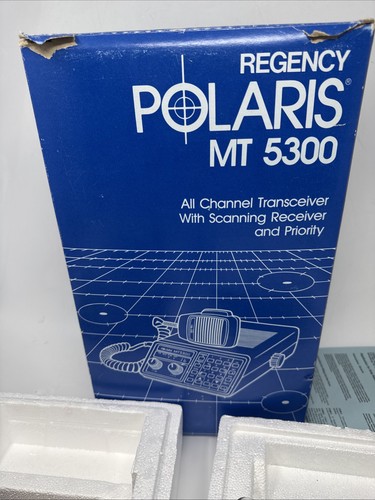 REGENCY
POLARIS®
MT 5300
All Channel Transceiver
With Scanning Receiver
and Priority